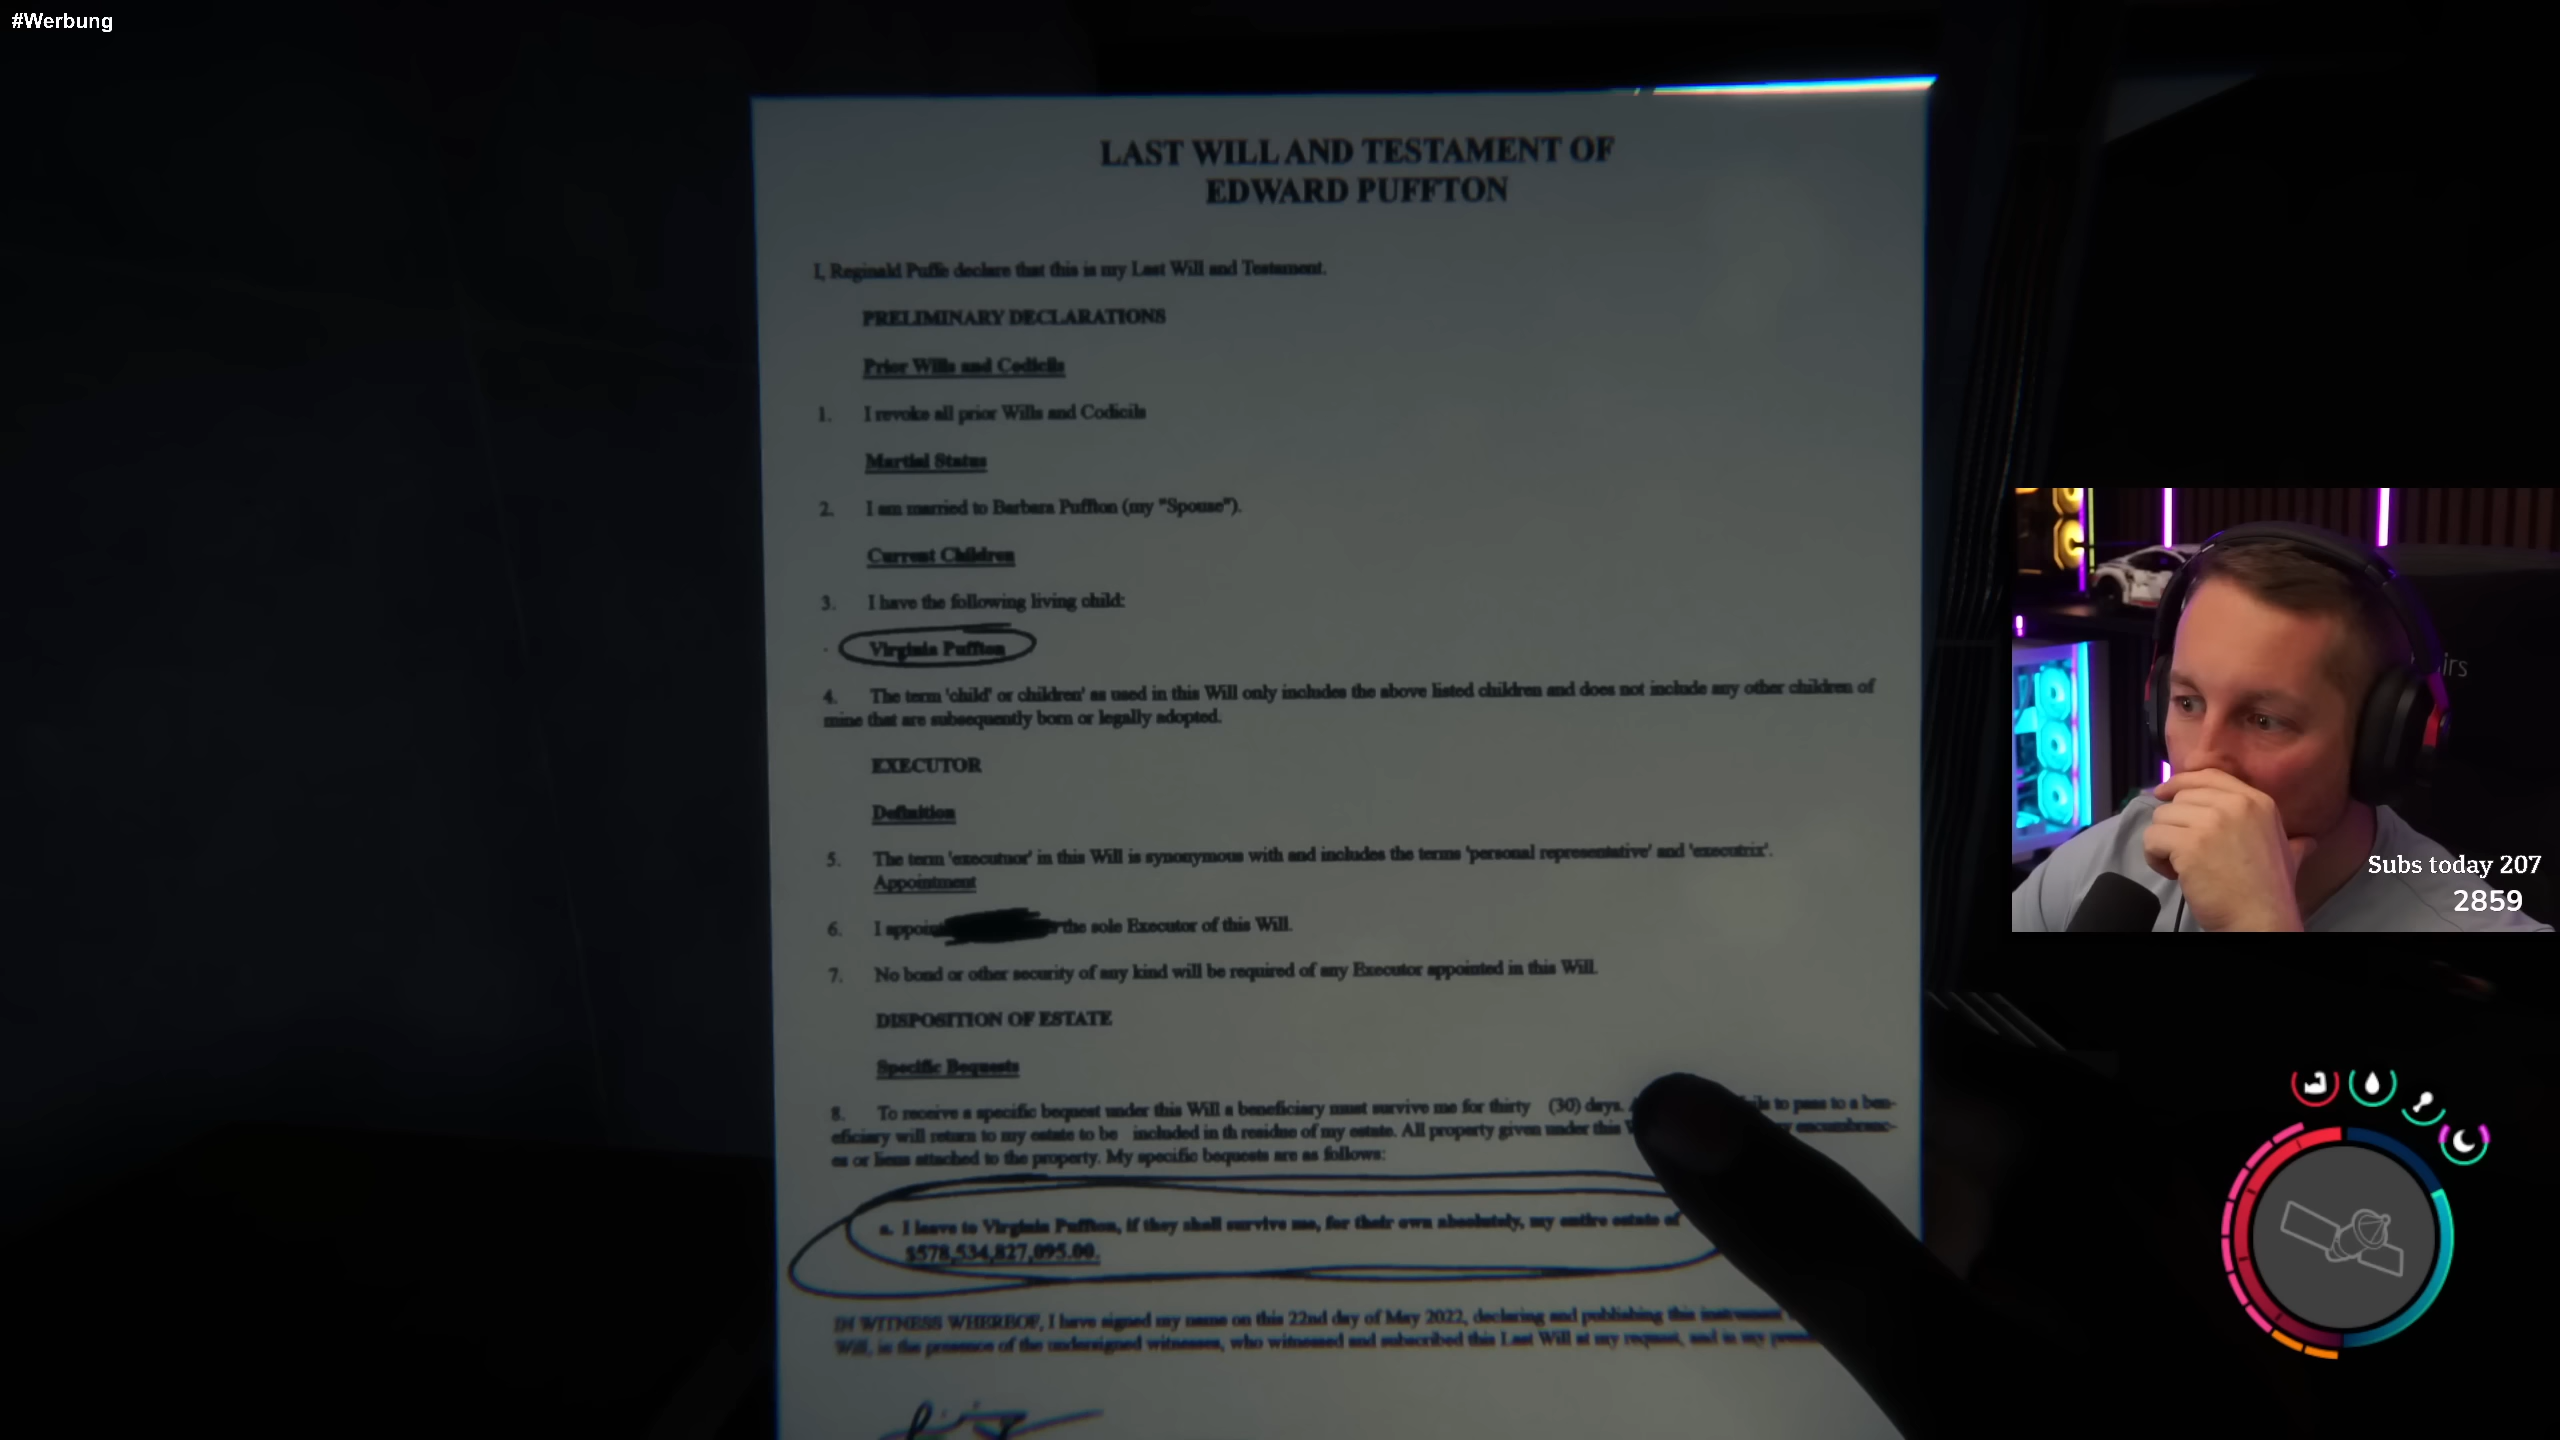 #Werbung
LAST WILL AND TESTAMENT OF
EDWARD PUFFTON
I, Reginald Puffe declare that this is my Last Will and Testament.
PRELIMINARY DECLARATIONS
Prior Wills and Codicils
1. I revoke all prior Wills and Codicils
Martial Status
2. I am married to Barbara Puffton (my "Spouse").
Current Children
3. I have the following living child:
Virginia Puffton
4. The term 'child' or children' as used in this Will only includes the above listed children and does not include any other children of
mine that are subsequently born or legally adopted.
EXECUTOR
Definition
5. The term 'executuor' in this Will is synonymous with and includes the terms 'personal representative' and 'executrix'.
Appointment
6. I appoint the sole Executor of this Will.
7. No bond or other security of any kind will be required of any Executor appointed in this Will.
DISPOSITION OF ESTATE
Specific Bequests
8. To receive a specific bequest under this Will a beneficiary must survive me for thirty (30) days. to pass to a ben-
eficiary will return to my estate to be included in th residue of my estate. All property given under this encumbranc-
es or liens attached to the property. My specific bequests are as follows:
a. I leave to Virginia Puffton, if they shall survive me, for their own absolutely, my entire estate of
$578,534,827,095.00.
IN WITNESS WHEREOF, I have signed my name on this 22nd day of May 2022, declaring and publishing this instrument
Will, in the presence of the undersigned witnesses, who witnessed and subscribed this Last Will at my request, and in my
irs
Subs today 207
2859